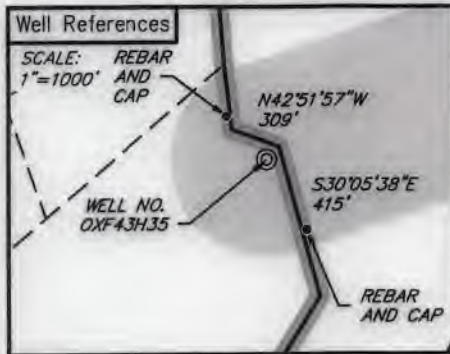 Well References
SCALE:
1"=1000'
REBAR
AND
CAP
N42°51'57"W
309'
WELL NO.
OXF43H35
S30°05'38"E
415'
REBAR
AND CAP